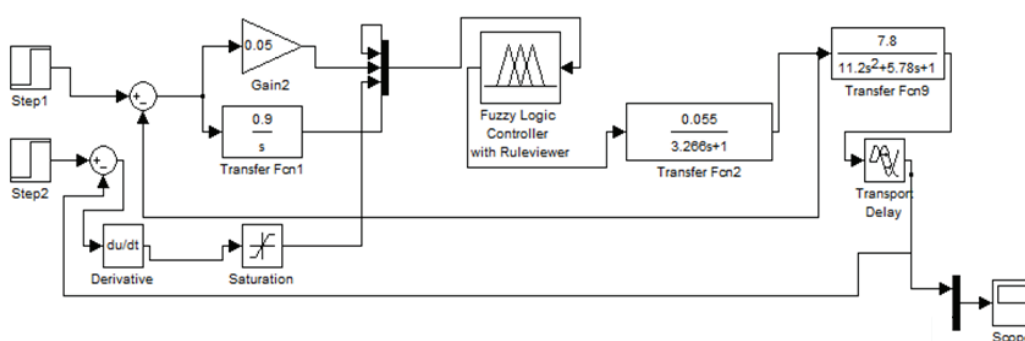 Step1
+
-
0.05
Gain2
0.9
s
Transfer Fcn1
Fuzzy Logic
Controller
with Ruleviewer
0.055
3.266s+1
Transfer Fcn2
7.8
11.2s²+5.78s+1
Transfer Fcn9
Transport
Delay
Step2
+
-
du/dt
Derivative
Saturation
Scope